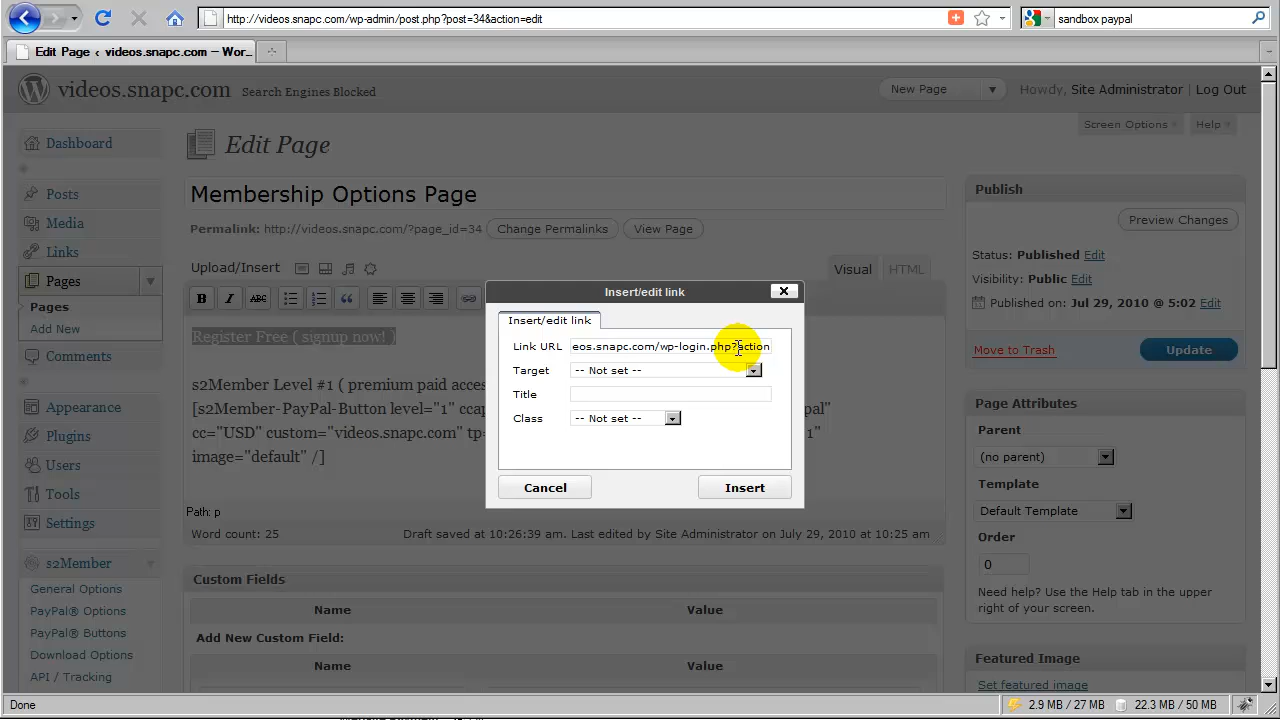 http://videos.snapc.com/wp-admin/post.php?post=34&action=edit
sandbox paypal
Edit Page ‹ videos.snapc.com — Wor...
videos.snapc.com Search Engines Blocked
New Page
Howdy, Site Administrator | Log Out
Screen Options
Help
Edit Page
Dashboard
Posts
Media
Links
Pages
Pages
Add New
Comments
Appearance
Plugins
Users
Tools
Settings
s2Member
General Options
PayPal® Options
PayPal® Buttons
Download Options
API / Tracking
Membership Options Page
Permalink: http://videos.snapc.com/?page_id=34 Change Permalinks View Page
Upload/Insert
Visual
HTML
B I ABC
Register Free ( signup now! )
s2Member Level #1 ( premium paid acces
[s2Member-PayPal-Button level="1" ccap
pal"
cc="USD" custom="videos.snapc.com" tp=
1"
image="default" /]
Path: p
Word count: 25
Draft saved at 10:26:39 am. Last edited by Site Administrator on July 29, 2010 at 10:25 am
Custom Fields
Name Value
Add New Custom Field:
Name Value
Insert/edit link
Insert/edit link
Link URL eos.snapc.com/wp-login.php?action
Target -- Not set --
Title
Class -- Not set --
Cancel
Insert
Publish
Preview Changes
Status: Published Edit
Visibility: Public Edit
Published on: Jul 29, 2010 @ 5:02 Edit
Move to Trash
Update
Page Attributes
Parent
(no parent)
Template
Default Template
Order
0
Need help? Use the Help tab in the upper
right of your screen.
Featured Image
Set featured image
Done
2.9 MB / 27 MB
22.3 MB / 50 MB